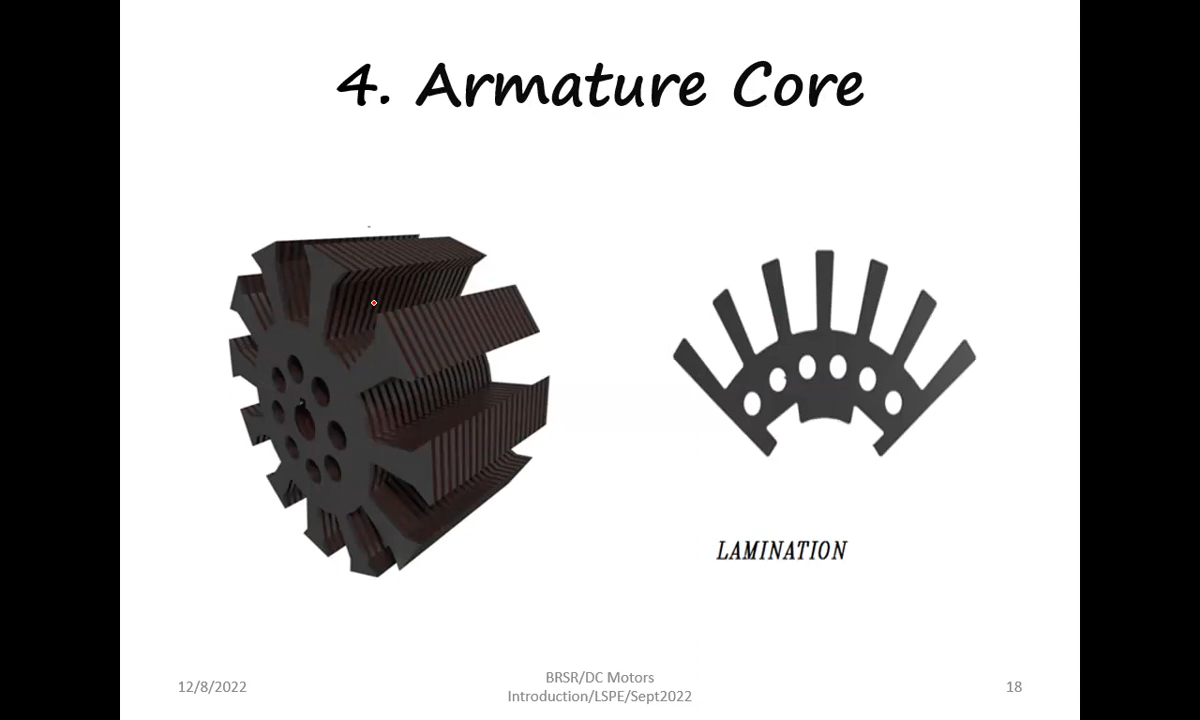 4. Armature Core
LAMINATION
12/8/2022
BRSR/DC Motors
Introduction/LSPE/Sept2022
18